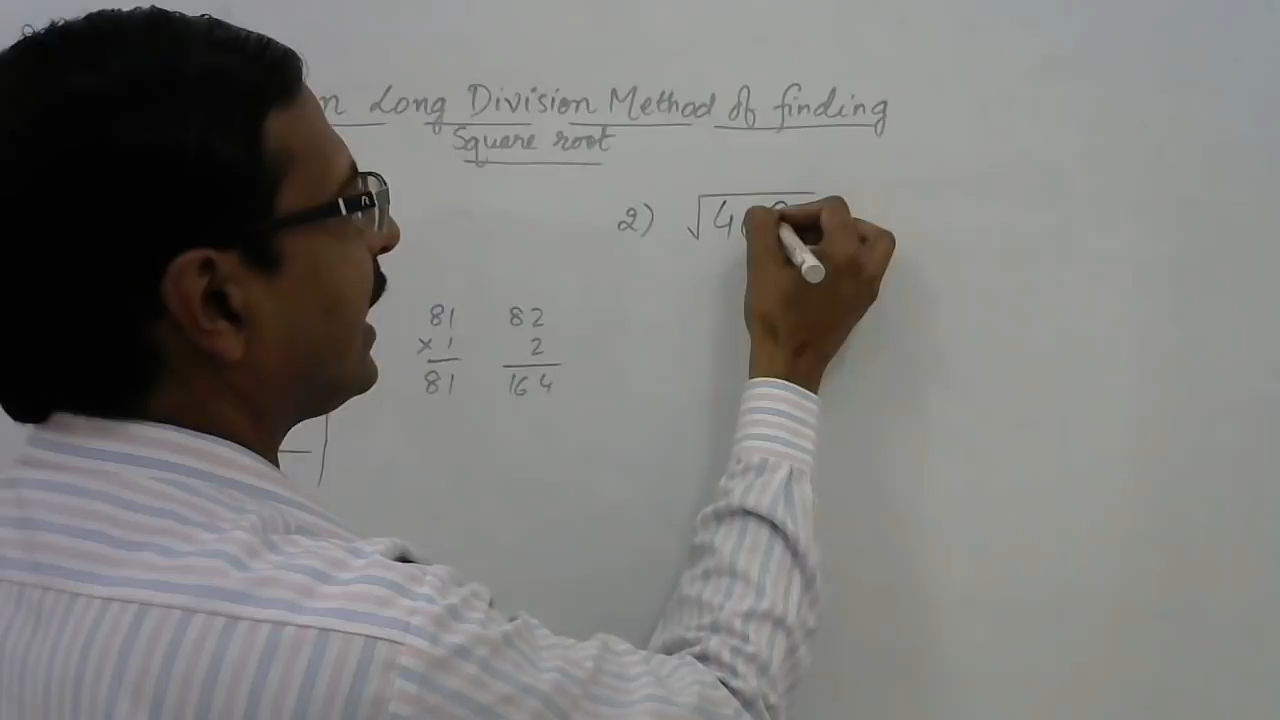 Long Division Method of finding
Square root
2) √4
81 82
× 1 2
81 164